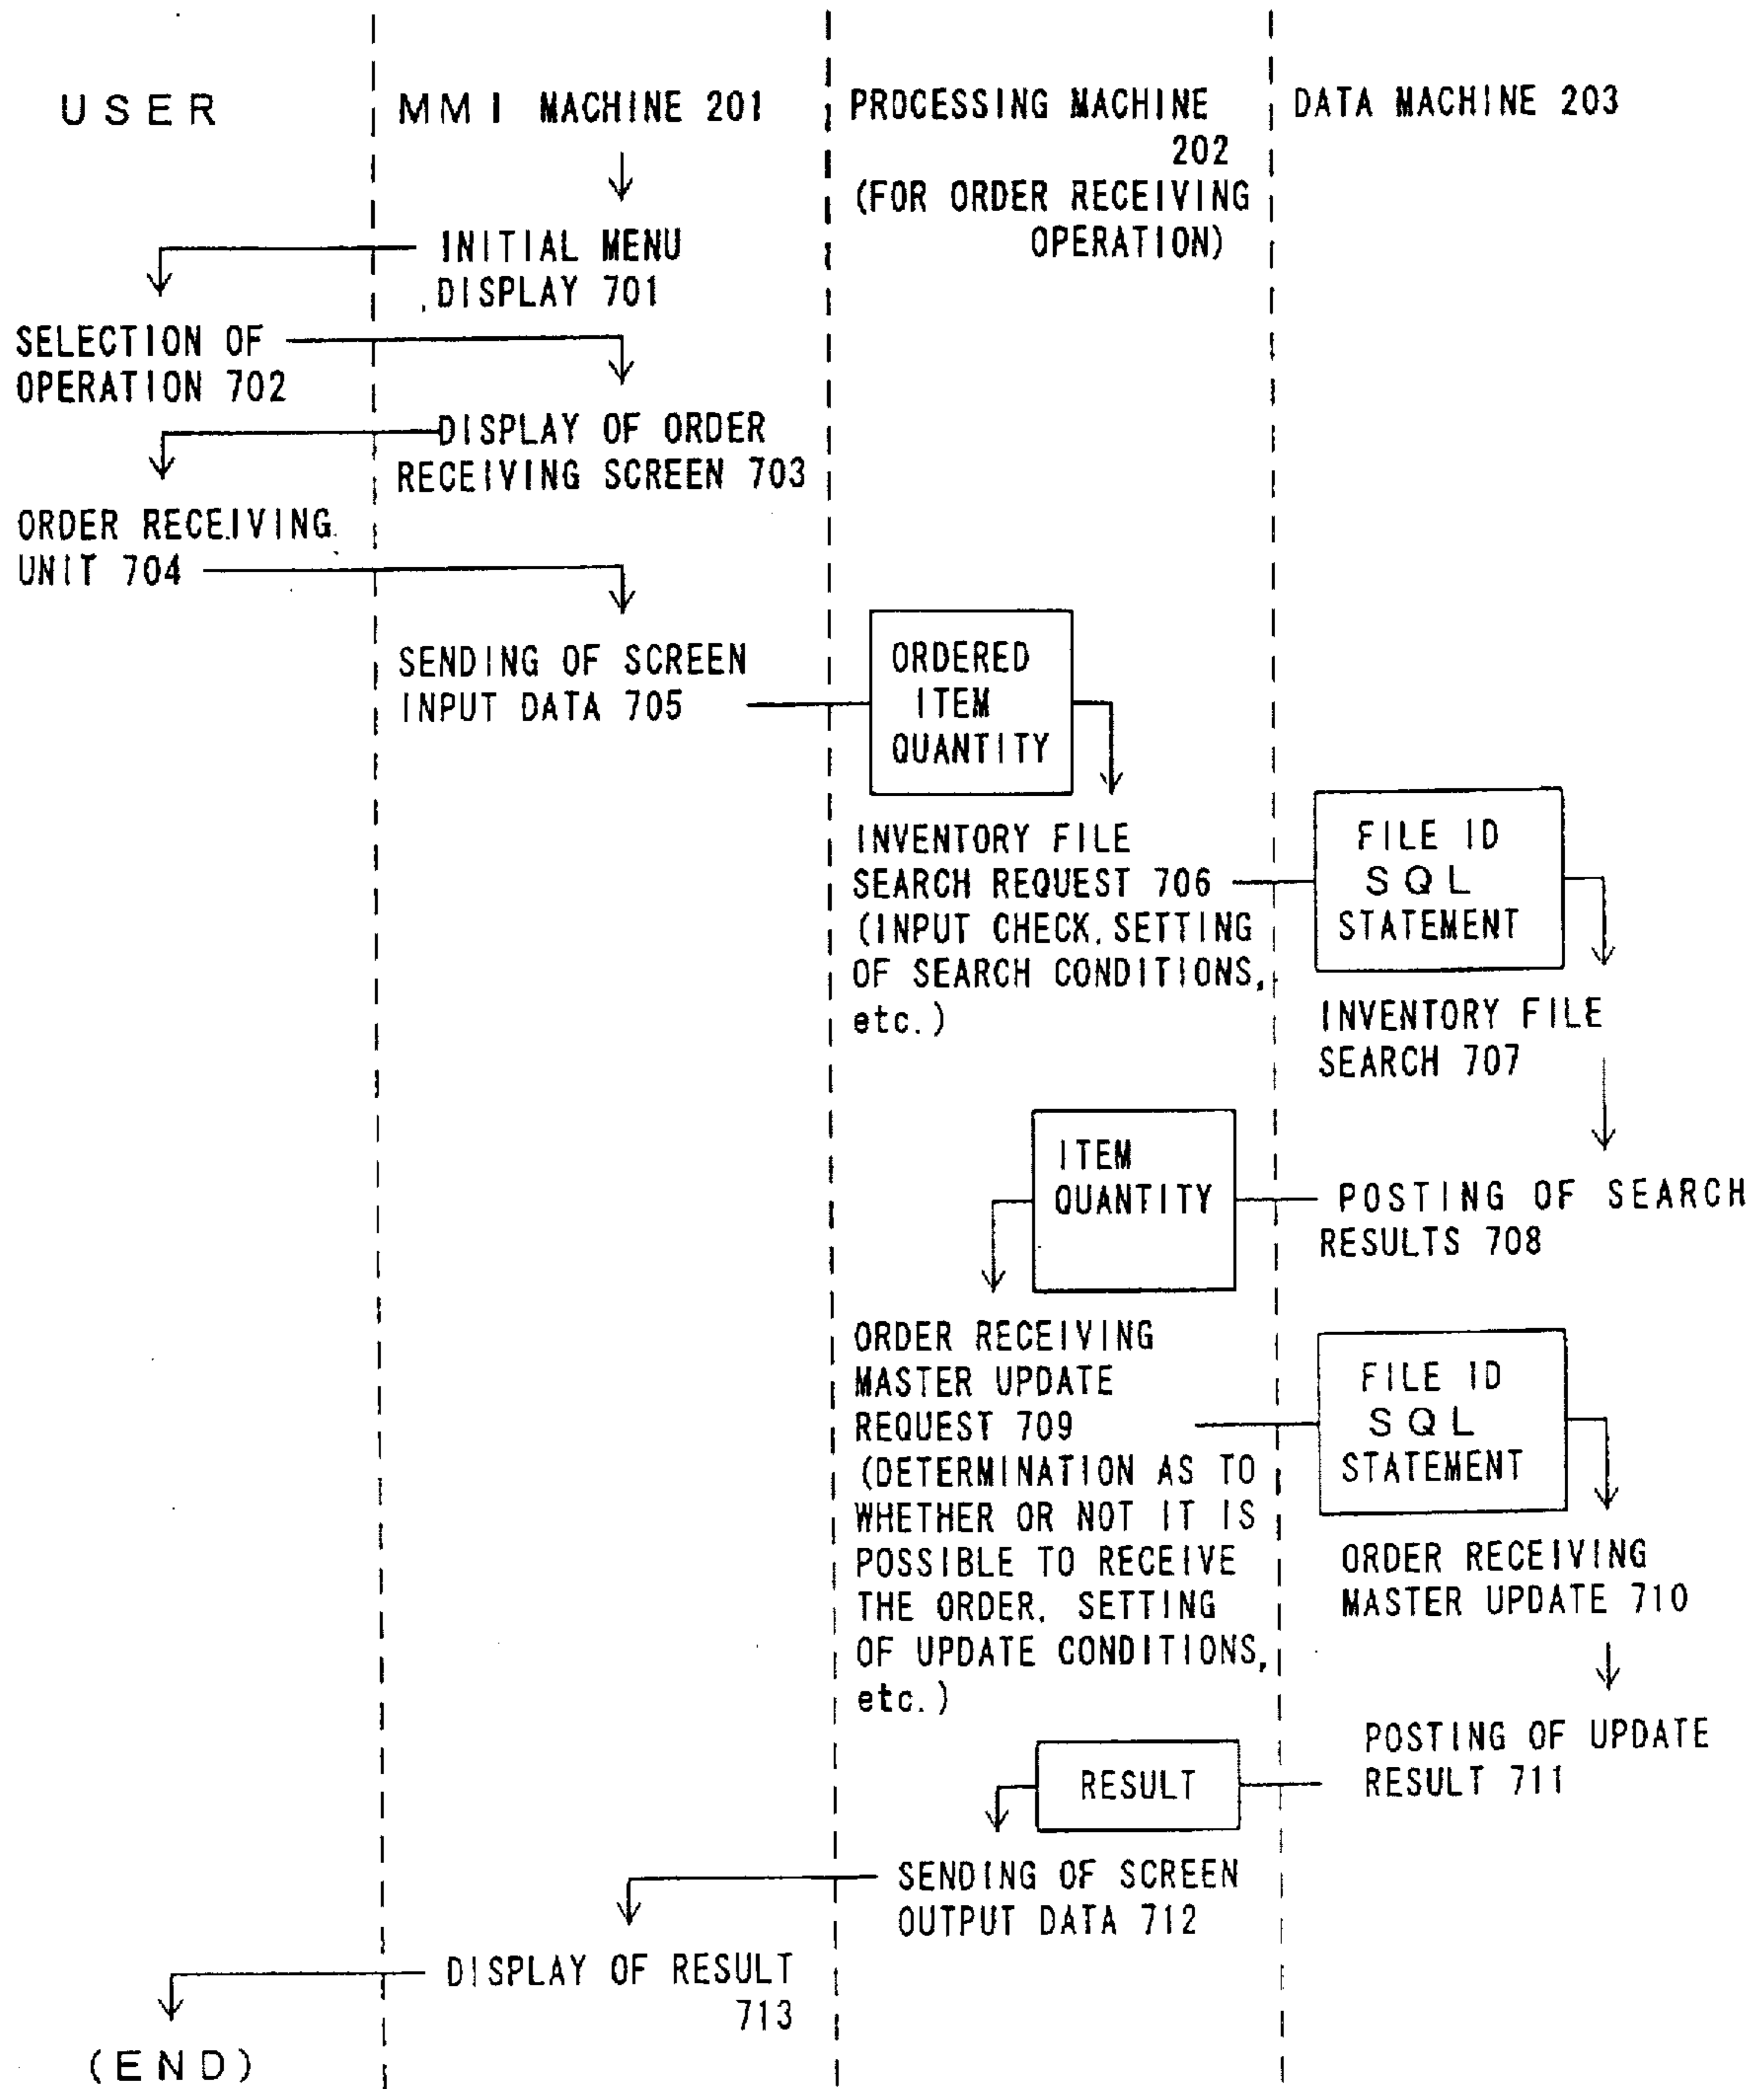 USER
MMI MACHINE 201
PROCESSING MACHINE
202
(FOR ORDER RECEIVING
OPERATION)
DATA MACHINE 203
INITIAL MENU
DISPLAY 701
SELECTION OF
OPERATION 702
DISPLAY OF ORDER
RECEIVING SCREEN 703
ORDER RECEIVING
UNIT 704
SENDING OF SCREEN
INPUT DATA 705
ORDERED
ITEM
QUANTITY
INVENTORY FILE
SEARCH REQUEST 706
(INPUT CHECK, SETTING
OF SEARCH CONDITIONS,
etc.)
FILE ID
SQL
STATEMENT
INVENTORY FILE
SEARCH 707
ITEM
QUANTITY
POSTING OF SEARCH
RESULTS 708
ORDER RECEIVING
MASTER UPDATE
REQUEST 709
(DETERMINATION AS TO
WHETHER OR NOT IT IS
POSSIBLE TO RECEIVE
THE ORDER, SETTING
OF UPDATE CONDITIONS,
etc.)
FILE ID
SQL
STATEMENT
ORDER RECEIVING
MASTER UPDATE 710
POSTING OF UPDATE
RESULT 711
RESULT
SENDING OF SCREEN
OUTPUT DATA 712
DISPLAY OF RESULT
713
(END)